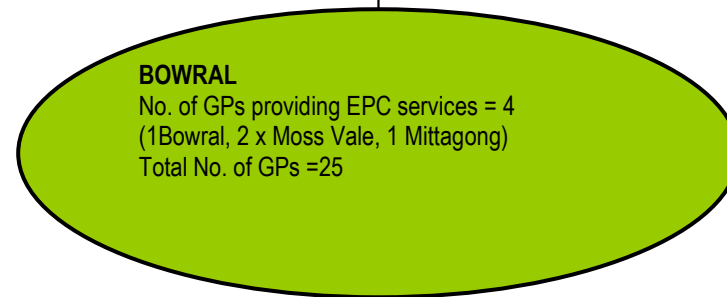 BOWRAL
No. of GPs providing EPC services = 4
(1Bowral, 2 x Moss Vale, 1 Mittagong)
Total No. of GPs =25